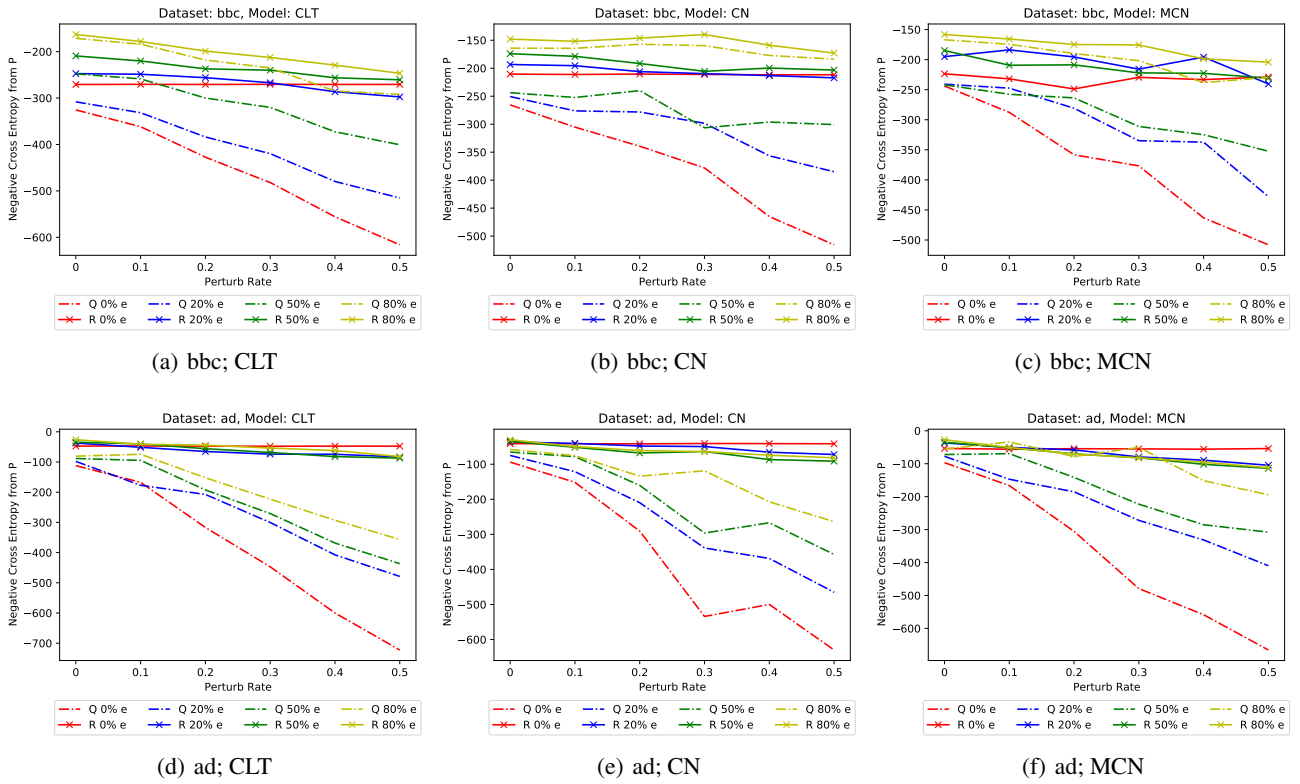 Dataset: bbc, Model: CLT
Negative Cross Entropy from P
−200
−300
−400
−500
−600
0 0.1 0.2 0.3 0.4 0.5
Perturb Rate
Q 0% e Q 20% e Q 50% e Q 80% e
R 0% e R 20% e R 50% e R 80% e
(a) bbc; CLT
Dataset: bbc, Model: CN
Negative Cross Entropy from P
−150
−200
−250
−300
−350
−400
−450
−500
0 0.1 0.2 0.3 0.4 0.5
Perturb Rate
Q 0% e Q 20% e Q 50% e Q 80% e
R 0% e R 20% e R 50% e R 80% e
(b) bbc; CN
Dataset: bbc, Model: MCN
Negative Cross Entropy from P
−150
−200
−250
−300
−350
−400
−450
−500
0 0.1 0.2 0.3 0.4 0.5
Perturb Rate
Q 0% e Q 20% e Q 50% e Q 80% e
R 0% e R 20% e R 50% e R 80% e
(c) bbc; MCN
Dataset: ad, Model: CLT
Negative Cross Entropy from P
0
−100
−200
−300
−400
−500
−600
−700
0 0.1 0.2 0.3 0.4 0.5
Perturb Rate
Q 0% e Q 20% e Q 50% e Q 80% e
R 0% e R 20% e R 50% e R 80% e
(d) ad; CLT
Dataset: ad, Model: CN
Negative Cross Entropy from P
0
−100
−200
−300
−400
−500
−600
0 0.1 0.2 0.3 0.4 0.5
Perturb Rate
Q 0% e Q 20% e Q 50% e Q 80% e
R 0% e R 20% e R 50% e R 80% e
(e) ad; CN
Dataset: ad, Model: MCN
Negative Cross Entropy from P
0
−100
−200
−300
−400
−500
−600
0 0.1 0.2 0.3 0.4 0.5
Perturb Rate
Q 0% e Q 20% e Q 50% e Q 80% e
R 0% e R 20% e R 50% e R 80% e
(f) ad; MCN